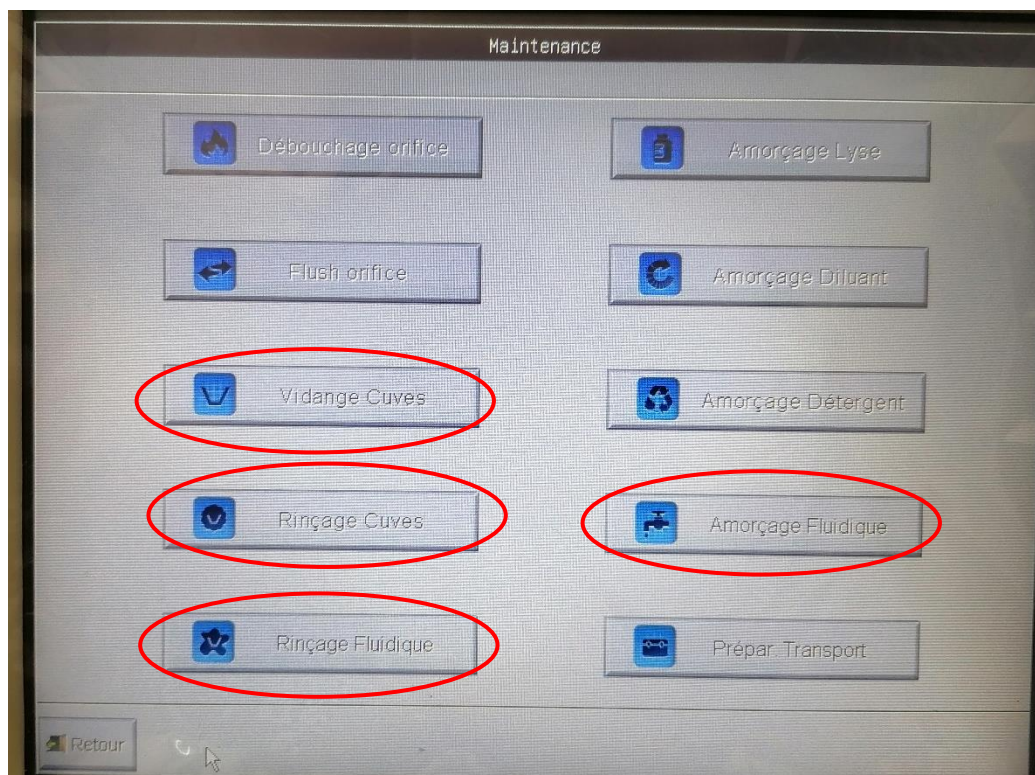 Maintenance
Débouchage orifice
Amorçage Lyse
Flush orifice
Amorçage Diluant
Vidange Cuves
Amorçage Détergent
Rinçage Cuves
Amorçage Fluidique
Rinçage Fluidique
Prépar. Transport
Retour